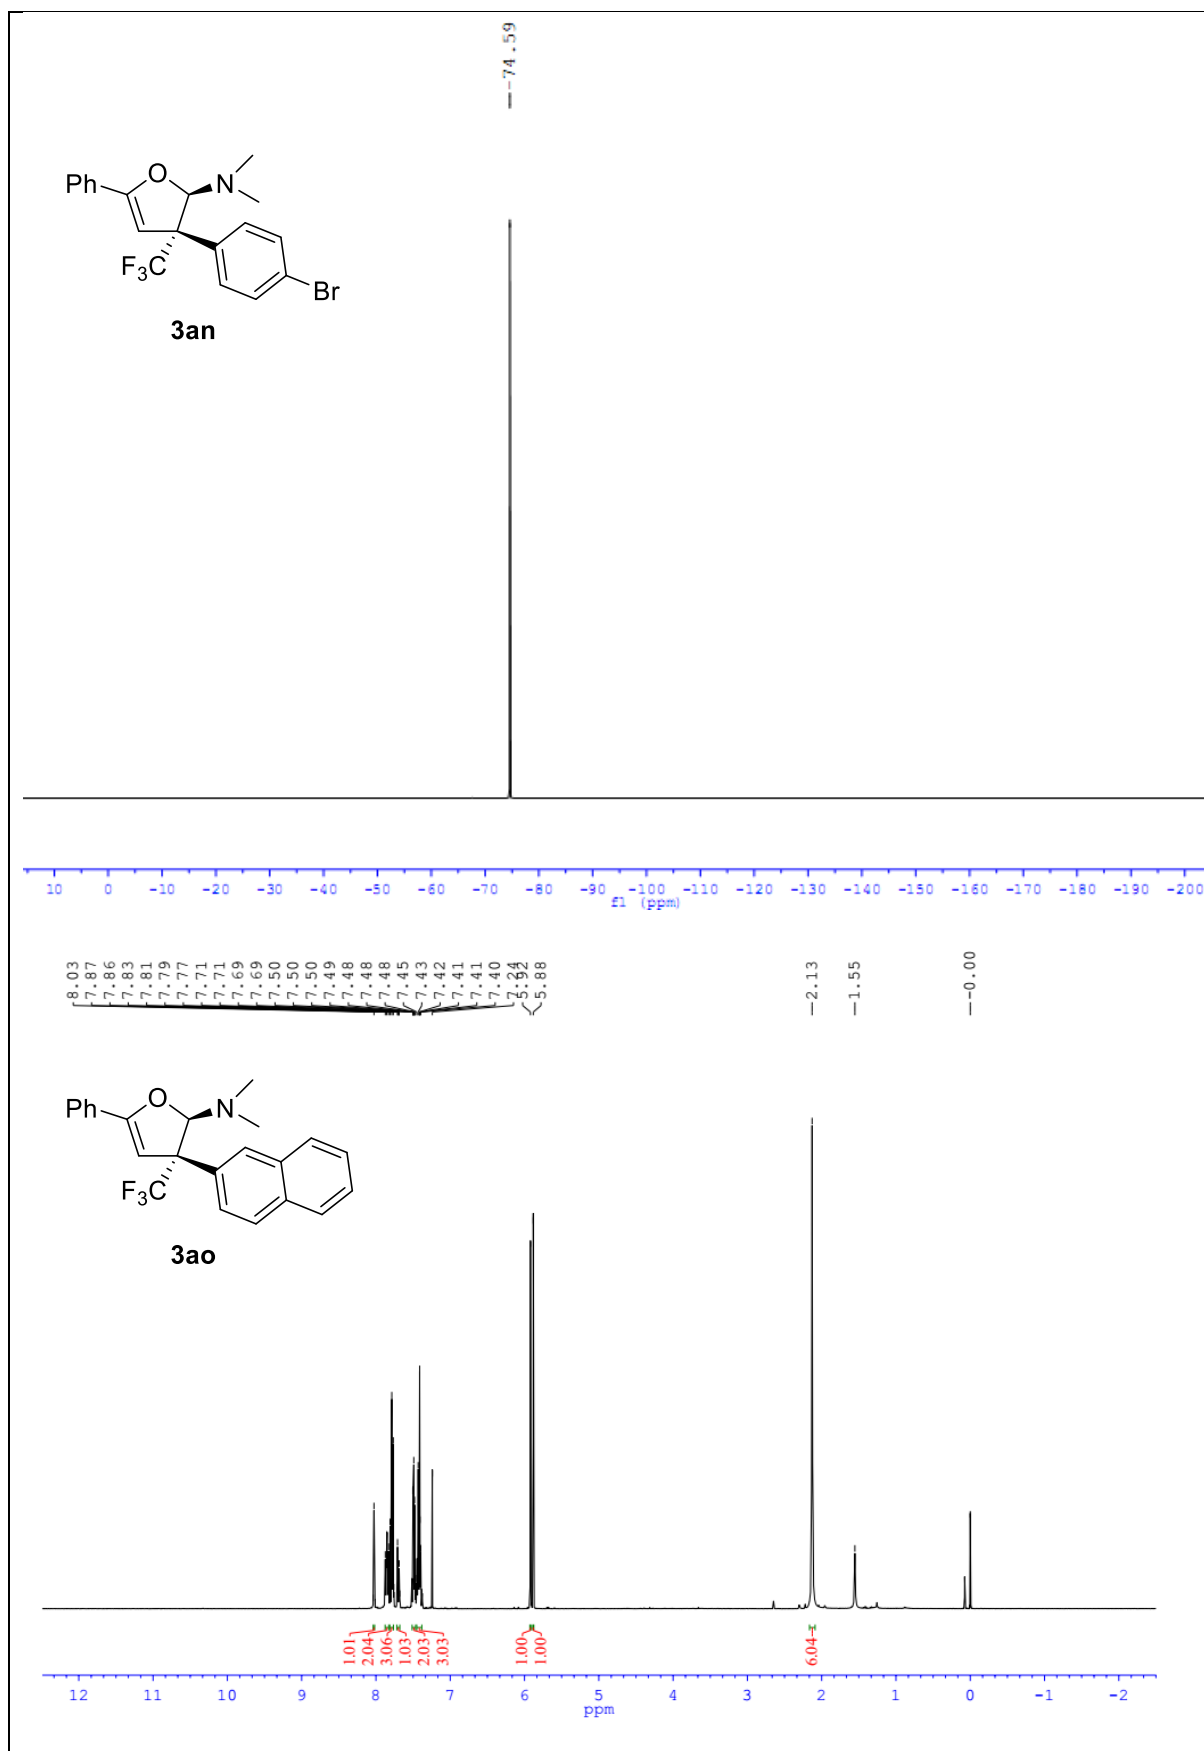 -74.59
Ph
O
N
F3C
Br
3an
10 0 -10 -20 -30 -40 -50 -60 -70 -80 -90 -100 -110 -120 -130 -140 -150 -160 -170 -180 -190 -200
f1 (ppm)
8.03 7.87 7.86 7.83 7.81 7.79 7.77 7.71 7.71 7.69 7.69 7.50 7.50 7.50 7.49 7.48 7.48 7.48 7.45 7.43 7.42 7.41 7.41 7.40 7.24 5.92 5.88 2.13 1.55 -0.00
Ph
O
N
F3C
3ao
1.01 2.04 3.06 1.03 2.03 3.03 1.00 1.00 6.04
12 11 10 9 8 7 6 5 4 3 2 1 0 -1 -2
ppm